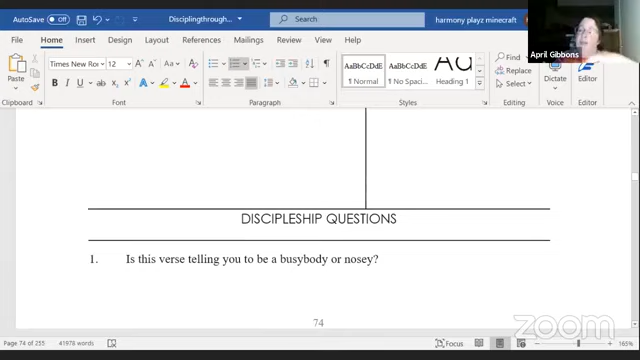 AutoSave Off
Disciplingthrough...
Search
harmony playz minecraft
File Home Insert Draw Design Layout References Mailings Review View Help
April Gibbons
Paste
Times New Ror 12
AaBbCcDdE AaBbCcDdE
¶ Normal ¶ No Spaci... Heading 1
Find
Replace
Select
Dictate
Editor
Clipboard Font Paragraph Styles Editing Voice Editor
DISCIPLESHIP QUESTIONS
1. Is this verse telling you to be a busybody or nosey?
74
zoom
Page 74 of 255 41978 words
Focus
165%